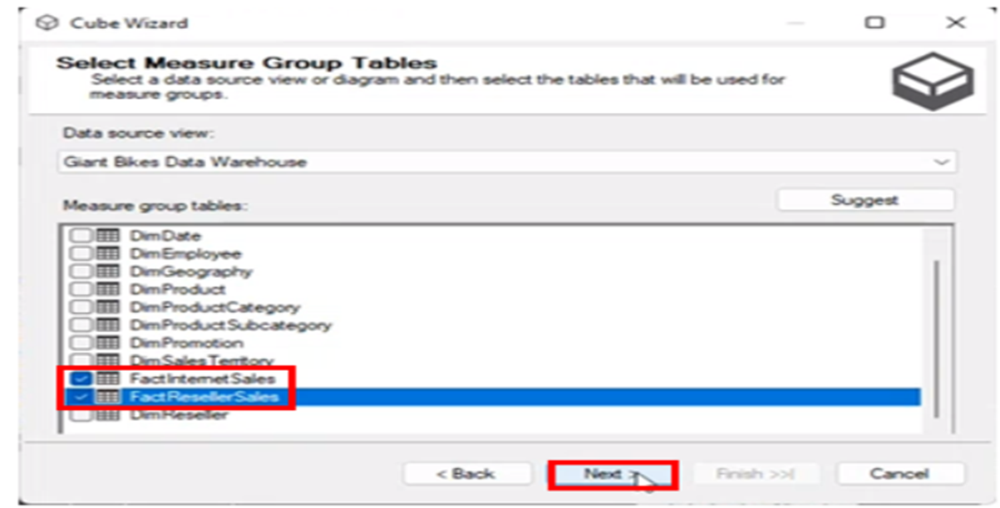 Cube Wizard
Select Measure Group Tables
Select a data source view or diagram and then select the tables that will be used for
measure groups.
Data source view:
Giant Bikes Data Warehouse
Measure group tables:
Suggest
DimDate
DimEmployee
DimGeography
DimProduct
DimProductCategory
DimProductSubcategory
DimPromotion
DimSalesTerritory
FactInternetSales
FactResellerSales
DimReseller
< Back
Next >
Finish >>|
Cancel